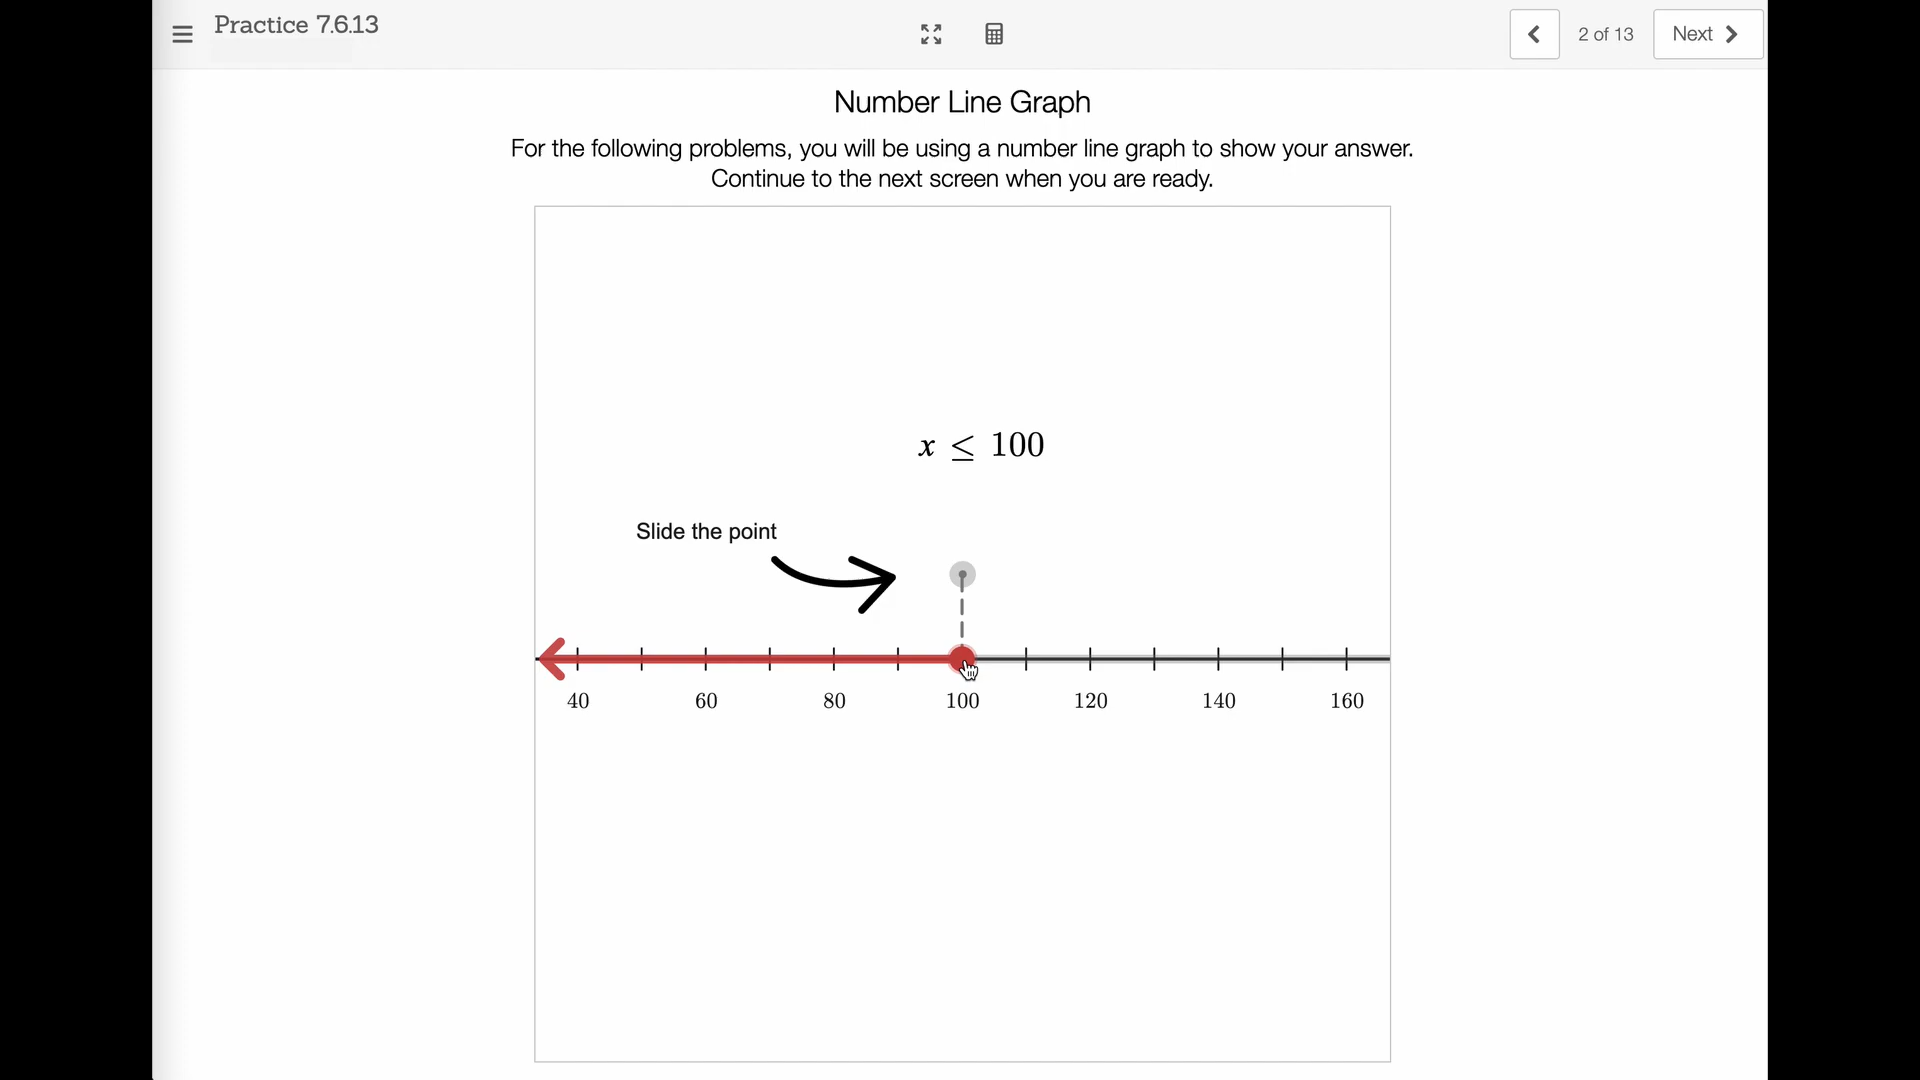 Practice 7.6.13
2 of 13
Next
Number Line Graph
For the following problems, you will be using a number line graph to show your answer.
Continue to the next screen when you are ready.
x ≤ 100
Slide the point
40 60 80 100 120 140 160